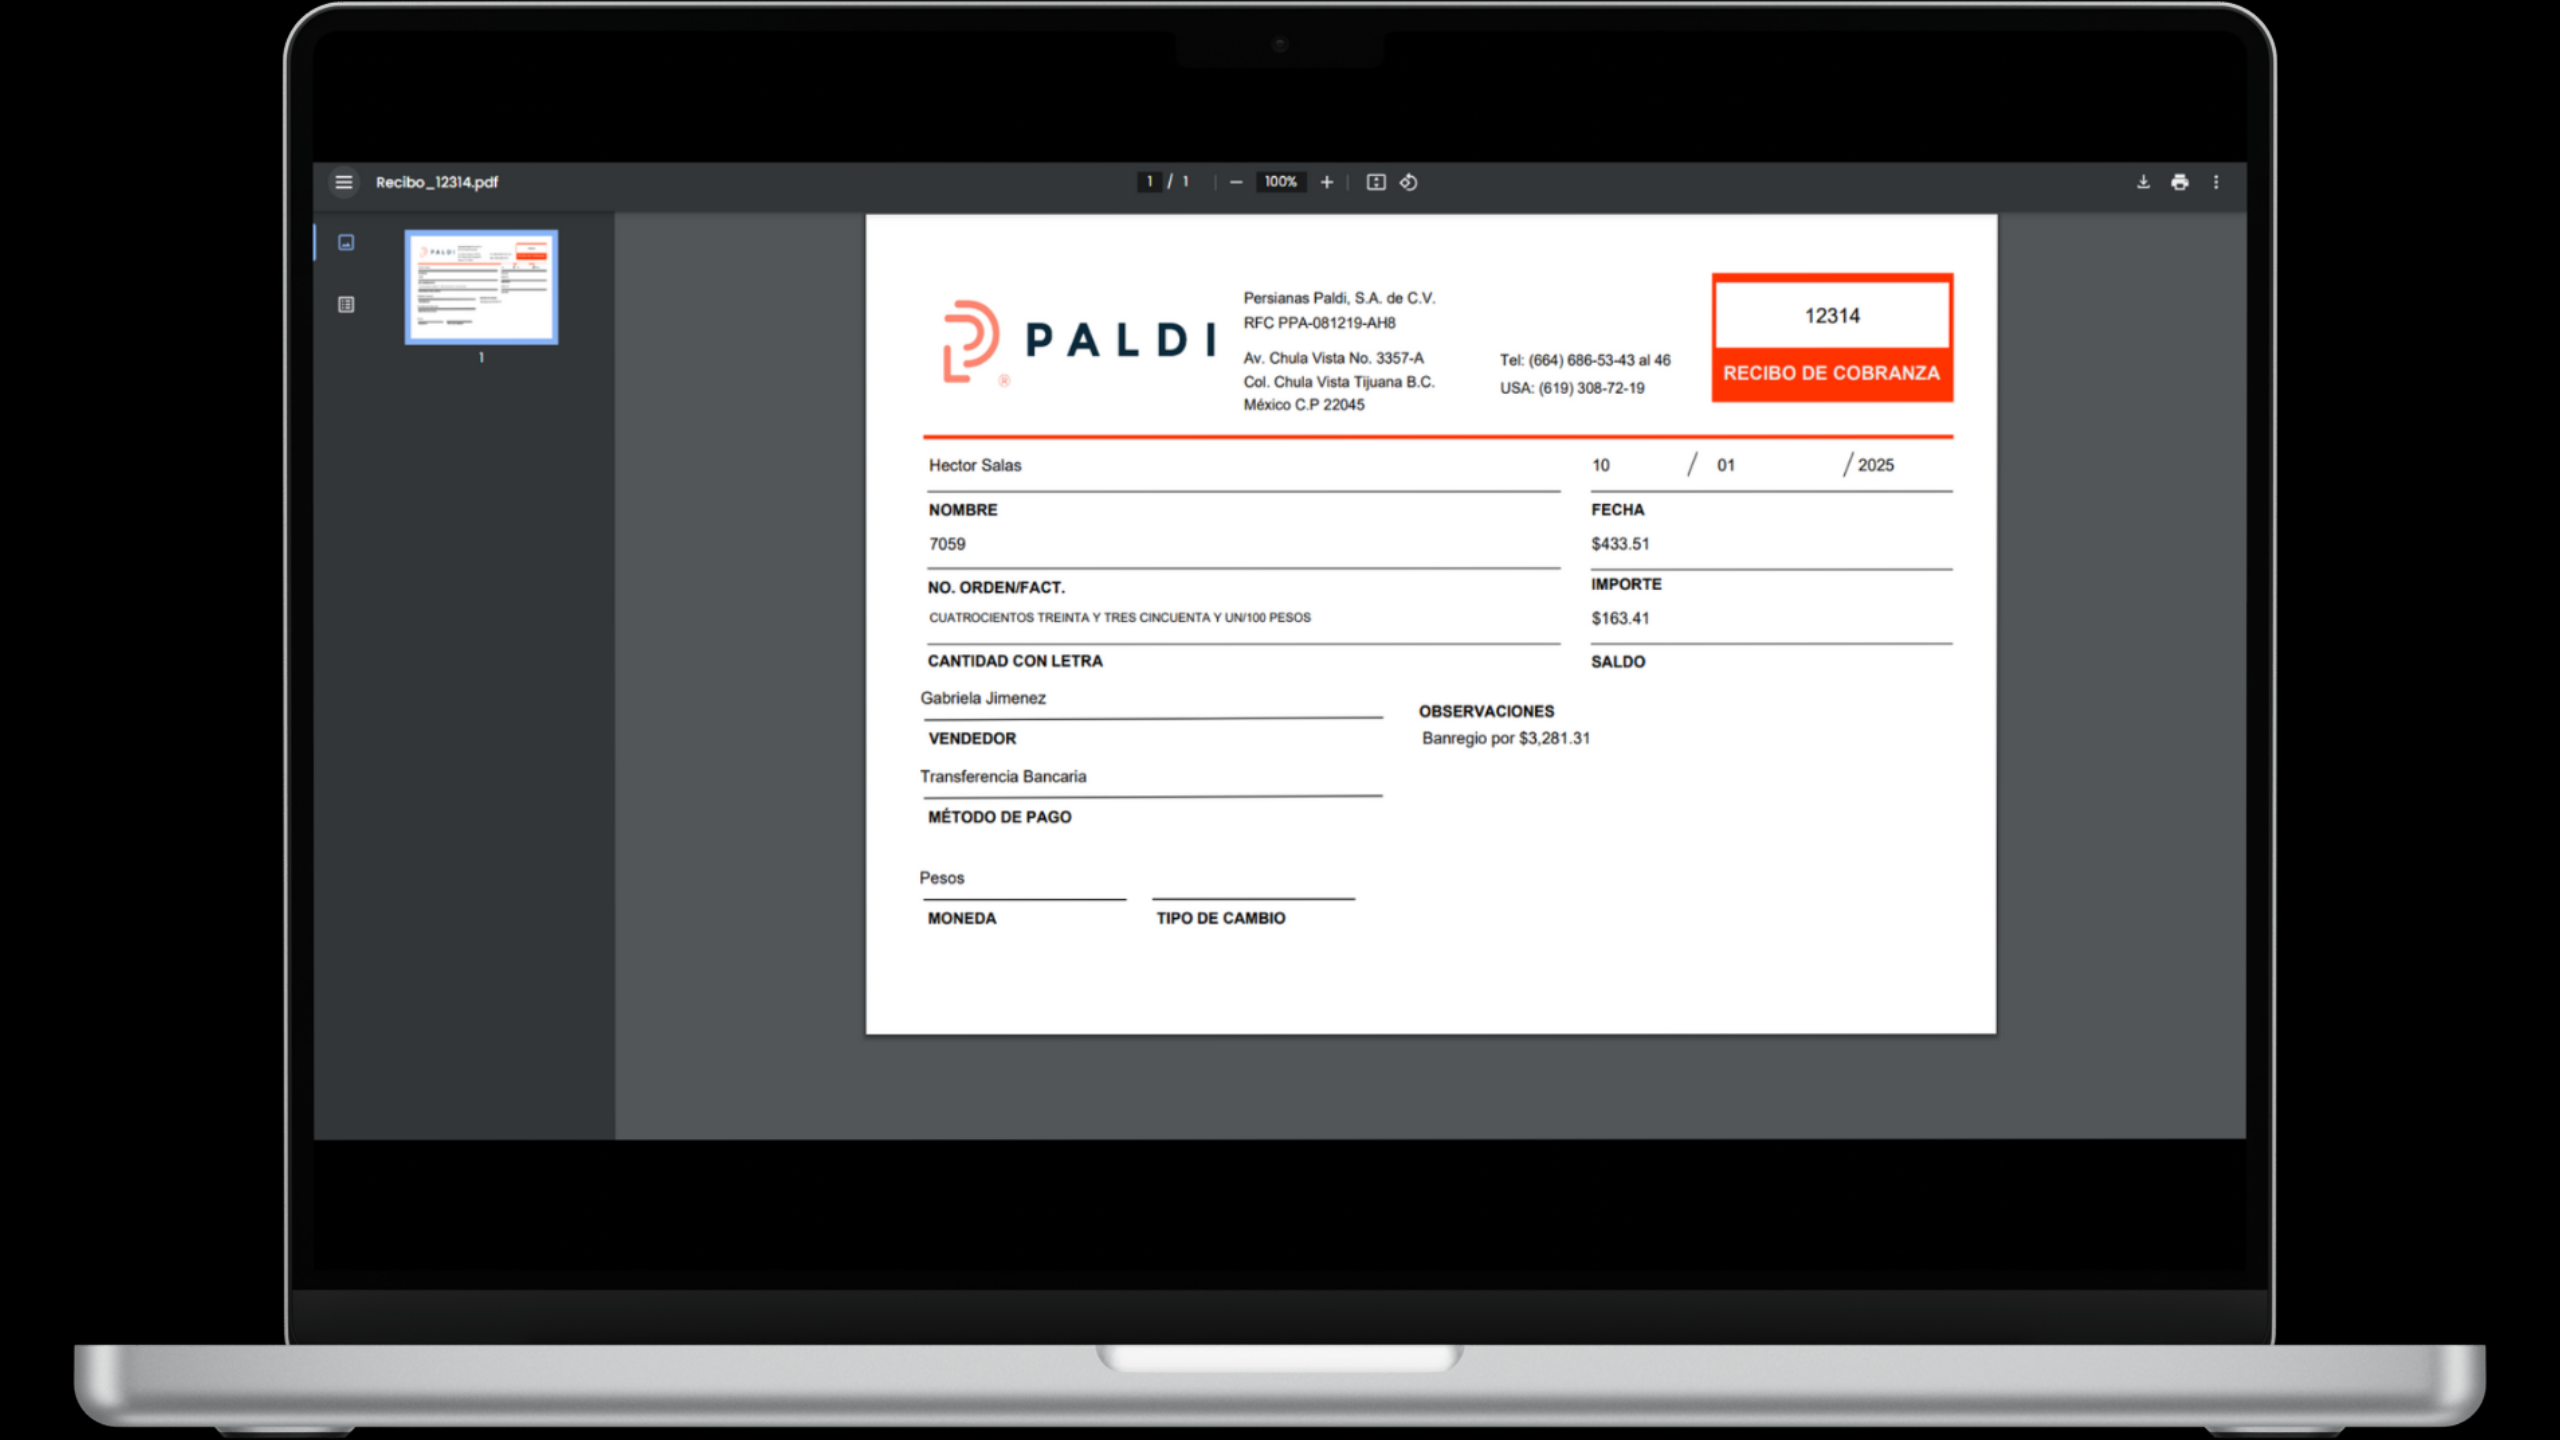 Recibo_12314.pdf
1 / 1
100%
1
PALDI
®
Persianas Paldi, S.A. de C.V.
RFC PPA-081219-AH8
Av. Chula Vista No. 3357-A
Col. Chula Vista Tijuana B.C.
México C.P 22045
Tel: (664) 686-53-43 al 46
USA: (619) 308-72-19
12314
RECIBO DE COBRANZA
Hector Salas
10 / 01 / 2025
NOMBRE
FECHA
7059
$433.51
NO. ORDEN/FACT.
IMPORTE
CUATROCIENTOS TREINTA Y TRES CINCUENTA Y UN/100 PESOS
$163.41
CANTIDAD CON LETRA
SALDO
Gabriela Jimenez
VENDEDOR
OBSERVACIONES
Banregio por $3,281.31
Transferencia Bancaria
MÉTODO DE PAGO
Pesos
MONEDA
TIPO DE CAMBIO